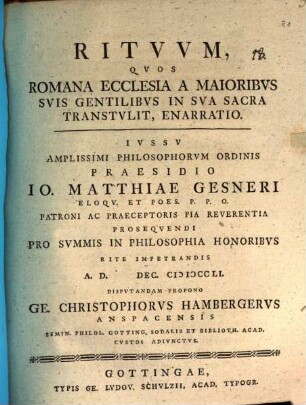 RITVVM,
QVOS
ROMANA ECCLESIA A MAIORIBVS
SVIS GENTILIBVS IN SVA SACRA
TRANSTVLIT, ENARRATIO.
IVSSV
AMPLISSIMI PHILOSOPHORVM ORDINIS
PRAESIDIO
IO. MATTHIAE GESNERI
ELOQV. ET POES. P. P. O.
PATRONI AC PRAECEPTORIS PIA REVERENTIA
PROSEQVENDI
PRO SVMMIS IN PHILOSOPHIA HONORIBVS
RITE IMPETRANDIS
A. D. DEC. CIƆIƆCCLI.
DISPVTANDAM PROPONO
GE. CHRISTOPHORVS HAMBERGERVS
ANSPACENSIS
SEMIN. PHILOL. GOTTING. SODALIS ET BIBLIOTH. ACAD.
CVSTOS ADIVNCTVS.
GOTTINGAE,
TYPIS GE. LVDOV. SCHVLZII, ACAD. TYPOGR.